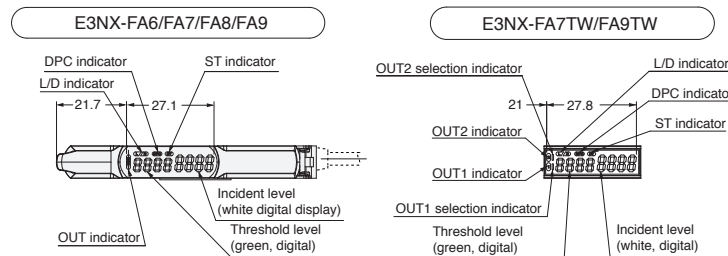 E3NX-FA6/FA7/FA8/FA9
DPC indicator
ST indicator
L/D indicator
21.7
27.1
Incident level
(white digital display)
Threshold level
(green, digital)
OUT indicator
E3NX-FA7TW/FA9TW
OUT2 selection indicator
L/D indicator
21
27.8
DPC indicator
ST indicator
OUT2 indicator
OUT1 indicator
OUT1 selection indicator
Threshold level
(green, digital)
Incident level
(white, digital)